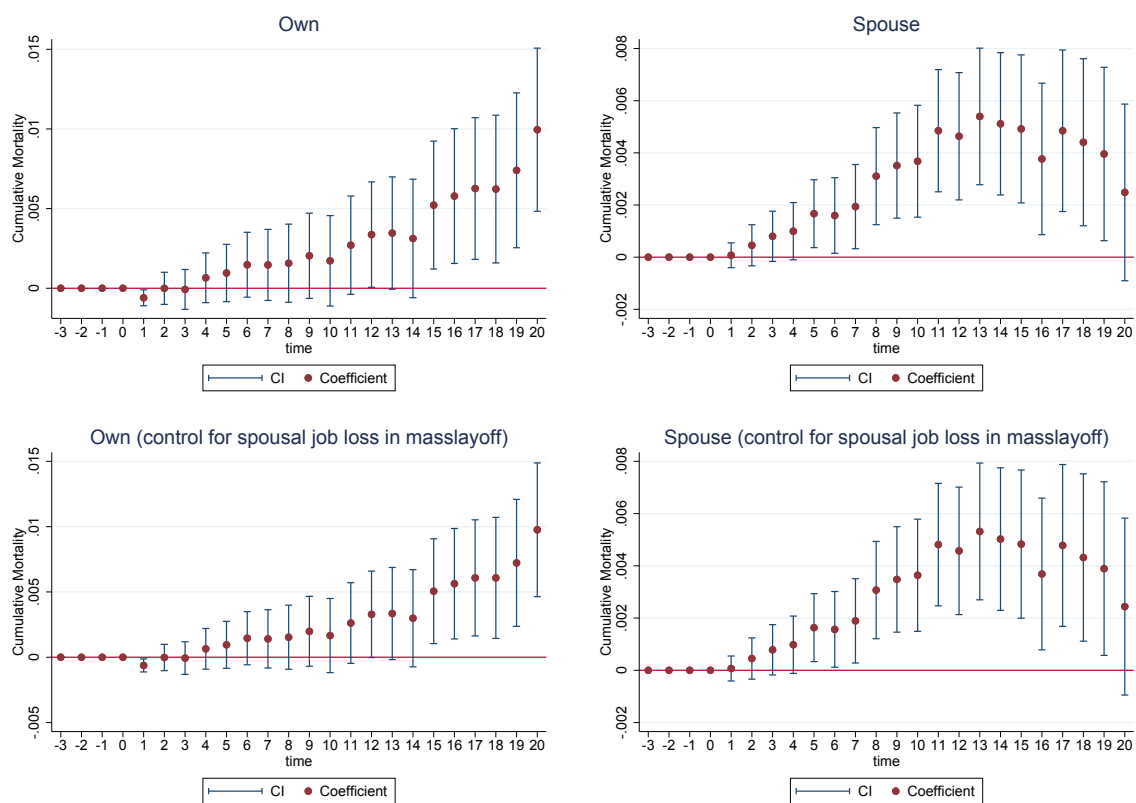 Own
Cumulative Mortality
.015
.01
.005
0
-3 -2 -1 0 1 2 3 4 5 6 7 8 9 10 11 12 13 14 15 16 17 18 19 20
time
CI Coefficient
Spouse
Cumulative Mortality
.008
.006
.004
.002
0
-.002
-3 -2 -1 0 1 2 3 4 5 6 7 8 9 10 11 12 13 14 15 16 17 18 19 20
time
CI Coefficient
Own (control for spousal job loss in masslayoff)
Cumulative Mortality
.015
.01
.005
0
-.005
-3 -2 -1 0 1 2 3 4 5 6 7 8 9 10 11 12 13 14 15 16 17 18 19 20
time
CI Coefficient
Spouse (control for spousal job loss in masslayoff)
Cumulative Mortality
.008
.006
.004
.002
0
-.002
-3 -2 -1 0 1 2 3 4 5 6 7 8 9 10 11 12 13 14 15 16 17 18 19 20
time
CI Coefficient